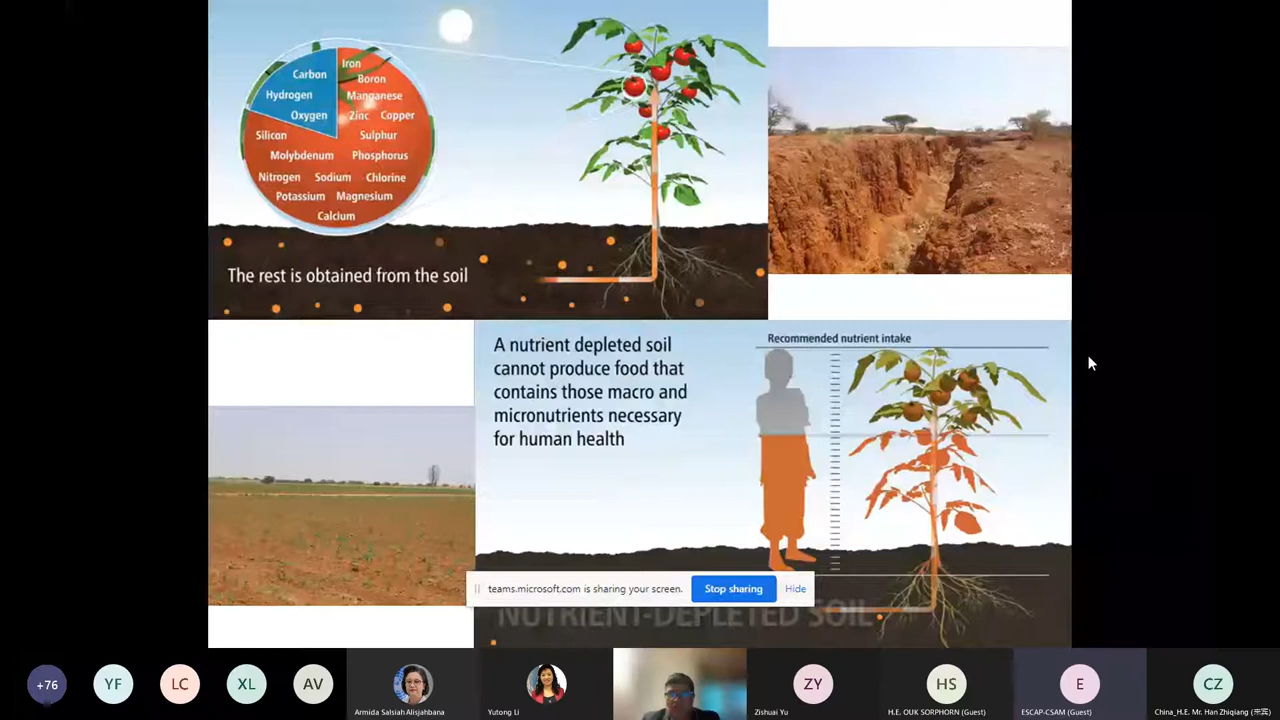 Carbon
Hydrogen
Oxygen
Iron
Boron
Manganese
Zinc Copper
Silicon
Sulphur
Molybdenum Phosphorus
Nitrogen Sodium Chlorine
Potassium Magnesium
Calcium
The rest is obtained from the soil
A nutrient depleted soil
cannot produce food that
contains those macro and
micronutrients necessary
for human health
Recommended nutrient intake
teams.microsoft.com is sharing your screen. Stop sharing Hide
NUTRIENT-DEPLETED SOIL
+76 YF LC XL AV ZY HS E CZ
Armida Salsiah Alisjahbana
Yutong Li
Zishuai Yu
H.E. OUK SORPHORN (Guest)
ESCAP-CSAM (Guest)